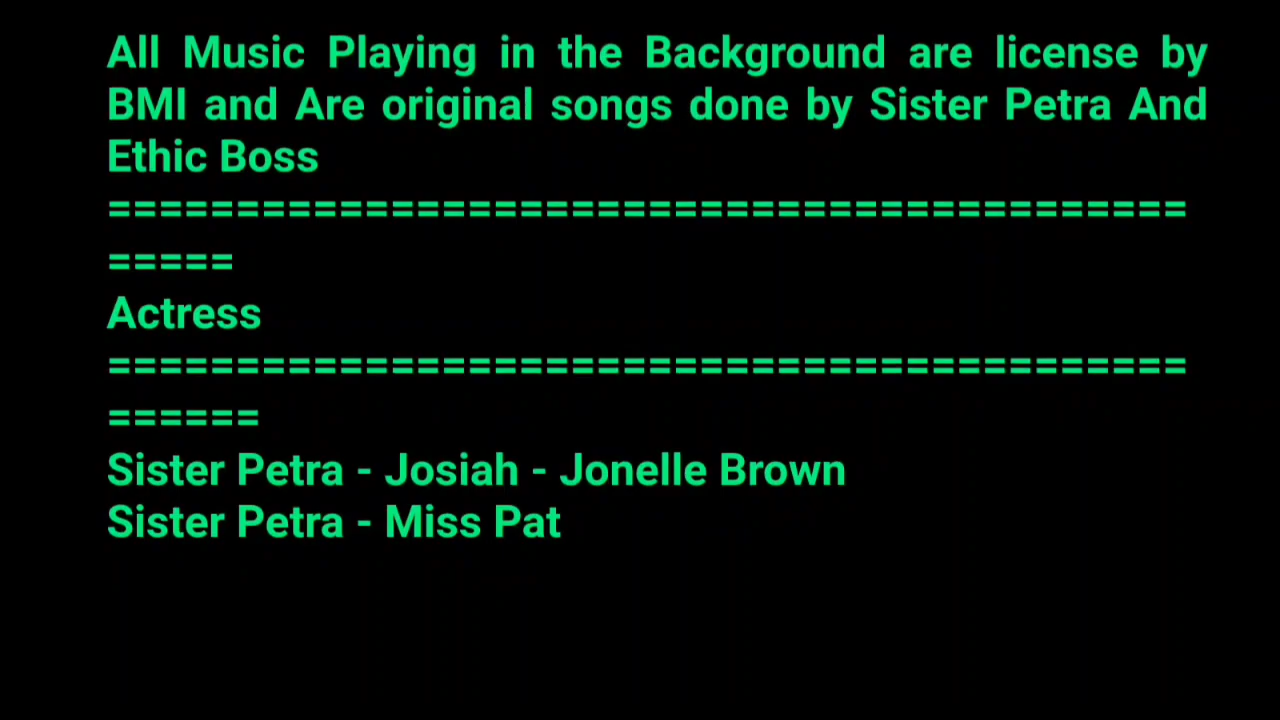 All Music Playing in the Background are license by
BMI and Are original songs done by Sister Petra And
Ethic Boss
==========================================
=====
Actress
==========================================
======
Sister Petra - Josiah - Jonelle Brown
Sister Petra - Miss Pat